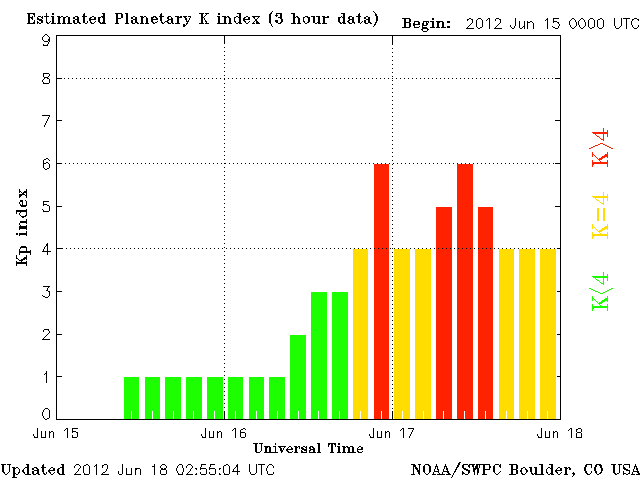 Estimated Planetary K index (3 hour data) Begin: 2012 Jun 15 0000 UTC
9
8
7
6
5
4
3
2
1
0
Kp index
K>4
K=4
K<4
Jun 15 Jun 16 Jun 17 Jun 18
Universal Time
Updated 2012 Jun 18 02:55:04 UTC NOAA/SWPC Boulder, CO USA